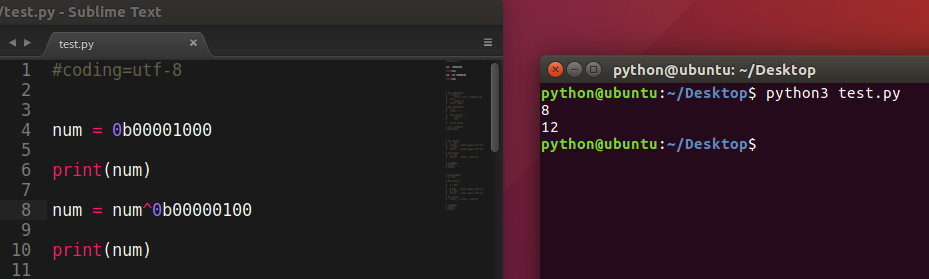 /test.py - Sublime Text
test.py
1 #coding=utf-8
2
3
4 num = 0b00001000
5
6 print(num)
7
8 num = num^0b00000100
9
10 print(num)
11
python@ubuntu: ~/Desktop
python@ubuntu:~/Desktop$ python3 test.py
8
12
python@ubuntu:~/Desktop$